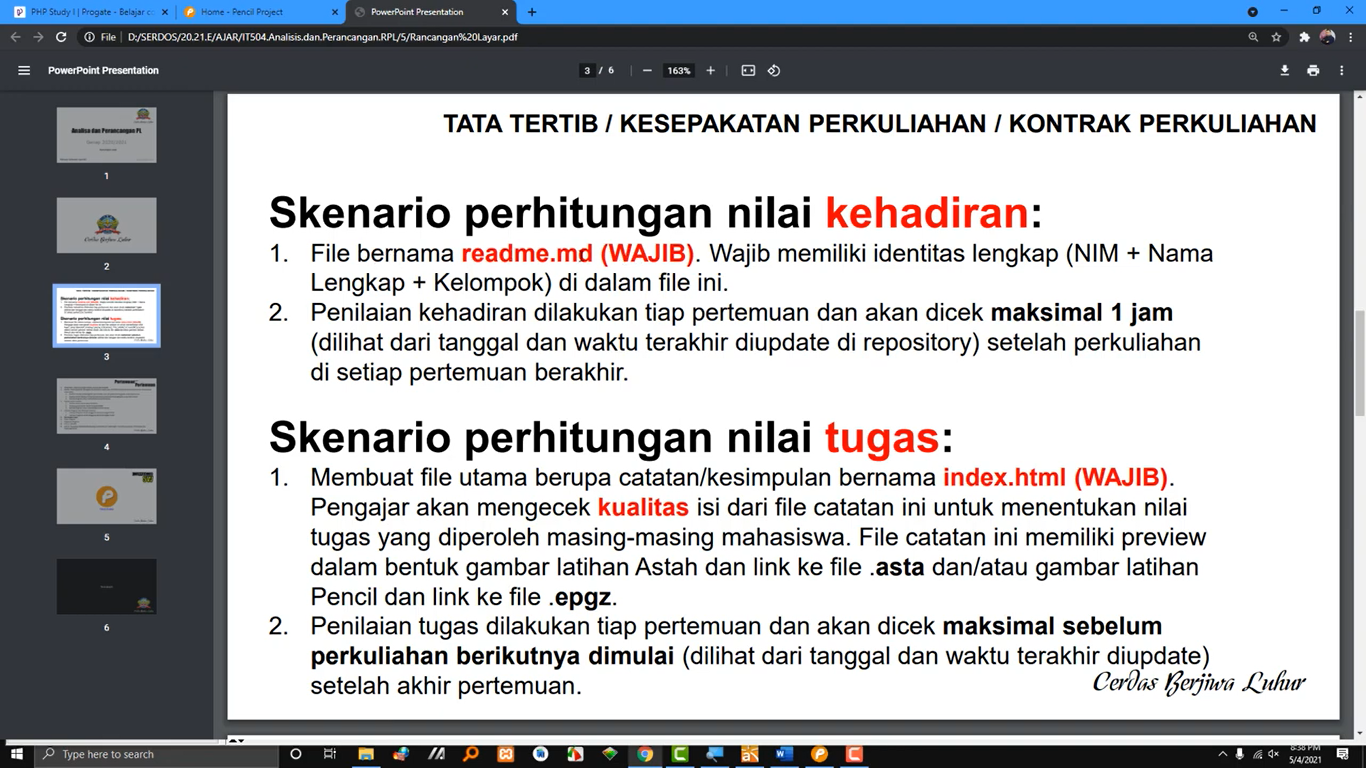 PHP Study I | Progate - Belajar c
Home - Pencil Project
PowerPoint Presentation
File
D:/SERDOS/20.21.E/AJAR/IT504.Analisis.dan.Perancangan.RPL/5/Rancangan%20Layar.pdf
PowerPoint Presentation
3 / 6
163%
Analisa dan Perancangan PL
1
Cerdas Berjiwa Luhur
2
3
4
5
6
TATA TERTIB / KESEPAKATAN PERKULIAHAN / KONTRAK PERKULIAHAN
Skenario perhitungan nilai kehadiran:
1. File bernama readme.md (WAJIB). Wajib memiliki identitas lengkap (NIM + Nama
Lengkap + Kelompok) di dalam file ini.
2. Penilaian kehadiran dilakukan tiap pertemuan dan akan dicek maksimal 1 jam
(dilihat dari tanggal dan waktu terakhir diupdate di repository) setelah perkuliahan
di setiap pertemuan berakhir.
Skenario perhitungan nilai tugas:
1. Membuat file utama berupa catatan/kesimpulan bernama index.html (WAJIB).
Pengajar akan mengecek kualitas isi dari file catatan ini untuk menentukan nilai
tugas yang diperoleh masing-masing mahasiswa. File catatan ini memiliki preview
dalam bentuk gambar latihan Astah dan link ke file .asta dan/atau gambar latihan
Pencil dan link ke file .epgz.
2. Penilaian tugas dilakukan tiap pertemuan dan akan dicek maksimal sebelum
perkuliahan berikutnya dimulai (dilihat dari tanggal dan waktu terakhir diupdate)
setelah akhir pertemuan.
Cerdas Berjiwa Luhur
Type here to search
8:38 PM
5/4/2021